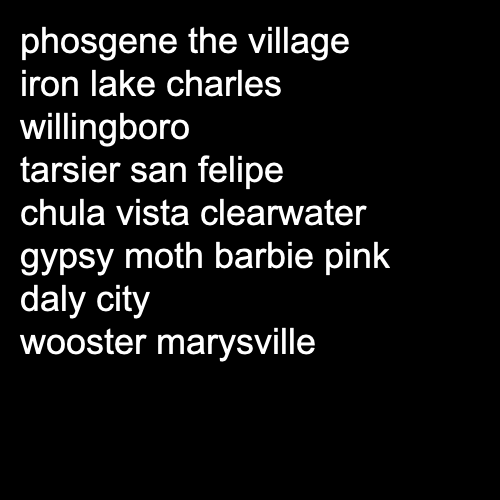 phosgene the village
iron lake charles
willingboro
tarsier san felipe
chula vista clearwater
gypsy moth barbie pink
daly city
wooster marysville